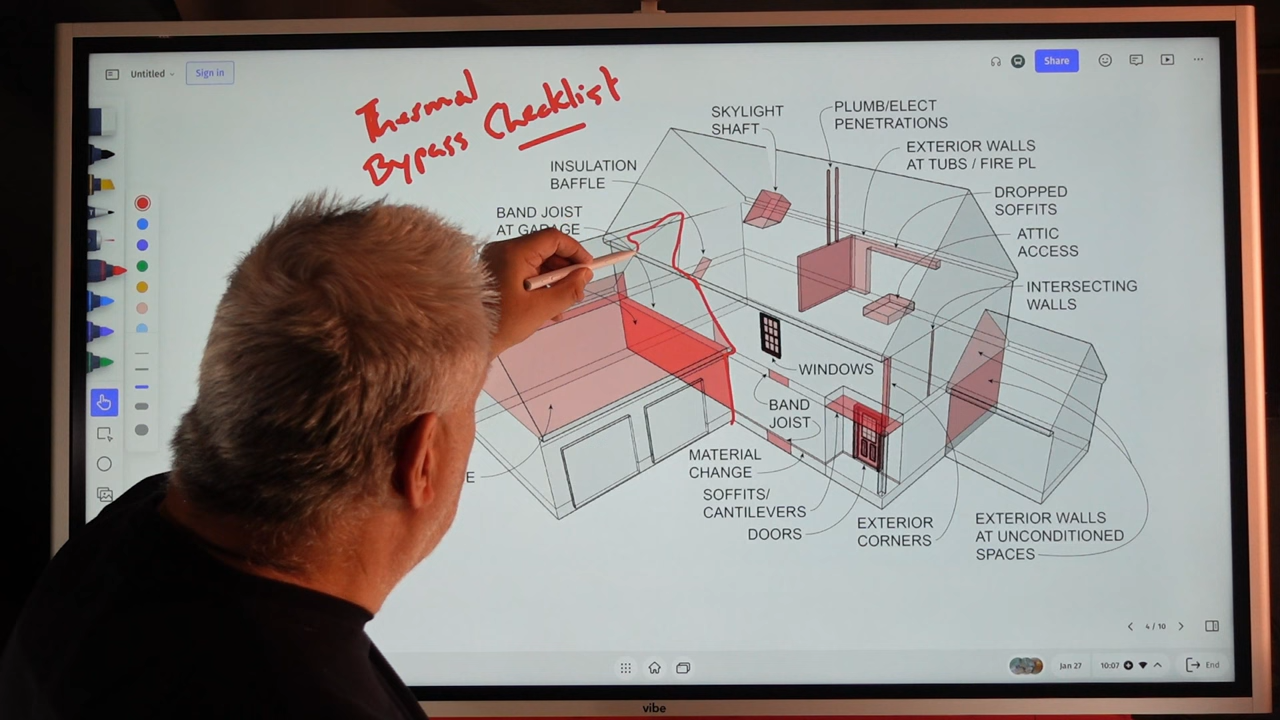 Untitled
Sign in
Share
Thermal
Bypass Checklist
SKYLIGHT
SHAFT
PLUMB/ELECT
PENETRATIONS
EXTERIOR WALLS
AT TUBS / FIRE PL
INSULATION
BAFFLE
DROPPED
SOFFITS
BAND JOIST
AT GARAGE
ATTIC
ACCESS
INTERSECTING
WALLS
WINDOWS
BAND
JOIST
MATERIAL
CHANGE
E
SOFFITS/
CANTILEVERS
DOORS
EXTERIOR
CORNERS
EXTERIOR WALLS
AT UNCONDITIONED
SPACES
4 / 10
Jan 27
10:07
End
vibe